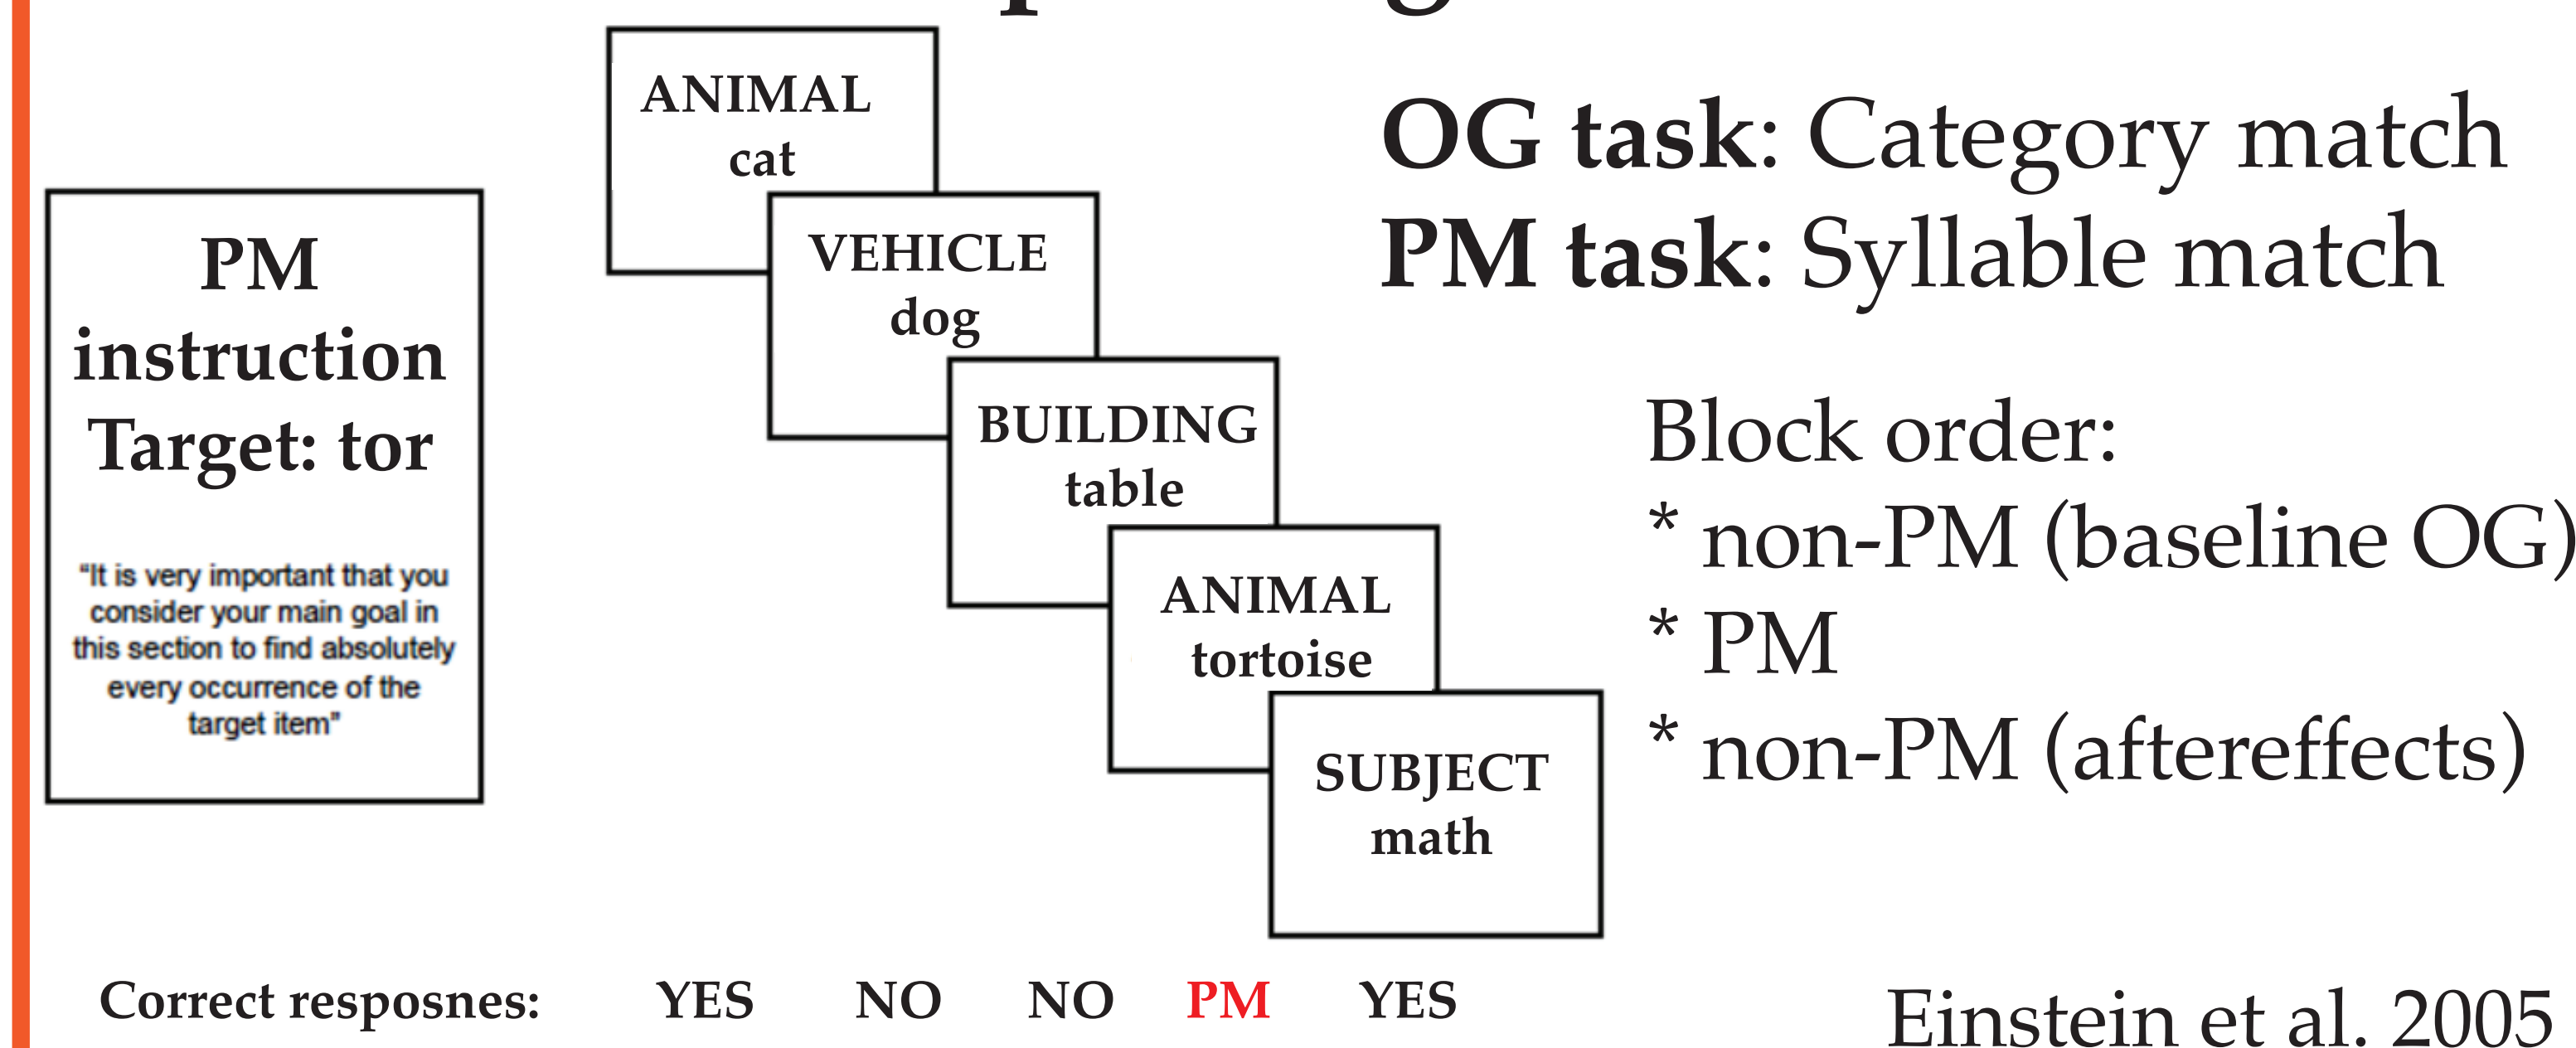 PM
instruction
Target: tor
“It is very important that you
consider your main goal in
this section to find absolutely
every occurrence of the
target item”
ANIMAL
cat
VEHICLE
dog
BUILDING
table
ANIMAL
tortoise
SUBJECT
math
OG task: Category match
PM task: Syllable match
Block order:
* non-PM (baseline OG)
* PM
* non-PM (aftereffects)
Correct resposnes: YES NO NO PM YES
Einstein et al. 2005